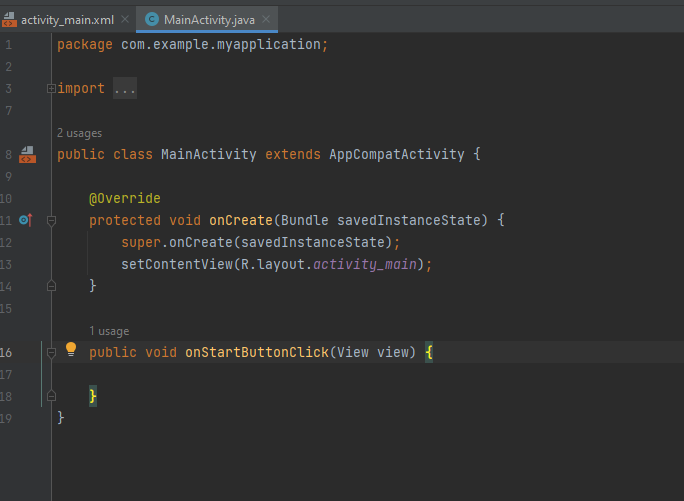 activity_main.xml MainActivity.java
1 package com.example.myapplication;
2
3 import ...
7
2 usages
8 public class MainActivity extends AppCompatActivity {
9
10 @Override
11 protected void onCreate(Bundle savedInstanceState) {
12 super.onCreate(savedInstanceState);
13 setContentView(R.layout.activity_main);
14 }
15
1 usage
16 public void onStartButtonClick(View view) {
17
18 }
19 }